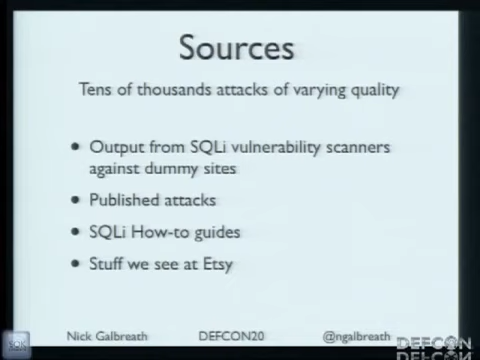 Sources
Tens of thousands attacks of varying quality
• Output from SQLi vulnerability scanners
against dummy sites
• Published attacks
• SQLi How-to guides
• Stuff we see at Etsy
Nick Galbreath DEFCON20 @ngalbreath
DEFCON